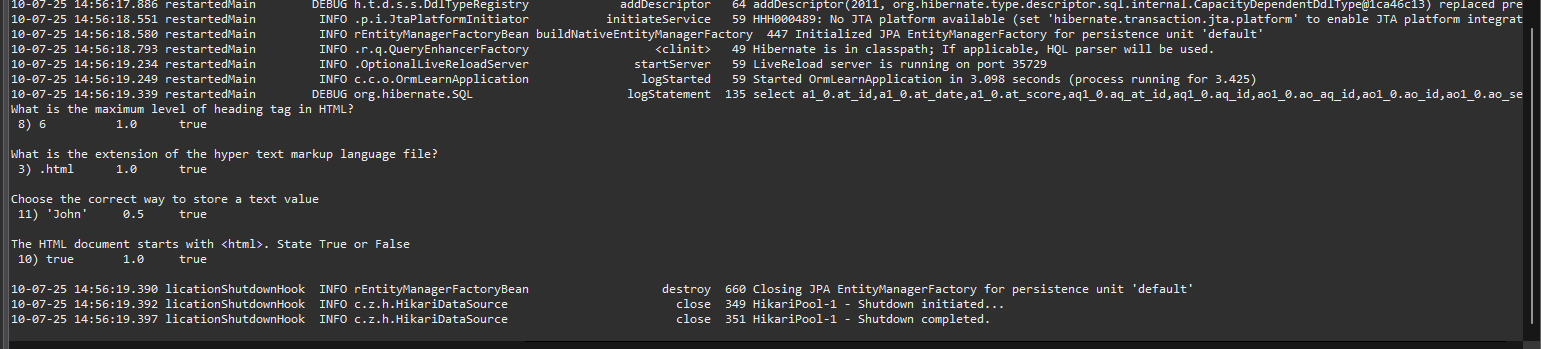 10-07-25 14:56:17.886 restartedMain        DEBUG h.t.d.s.s.DdlTypeRegistry             addDescriptor   64 addDescriptor(2011, org.hibernate.type.descriptor.sql.internal.CapacityDependentDdlType@1ca46c13) replaced pre
10-07-25 14:56:18.551 restartedMain         INFO .p.i.JtaPlatformInitiator           initiateService   59 HHH000489: No JTA platform available (set 'hibernate.transaction.jta.platform' to enable JTA platform integrat
10-07-25 14:56:18.580 restartedMain         INFO rEntityManagerFactoryBean buildNativeEntityManagerFactory  447 Initialized JPA EntityManagerFactory for persistence unit 'default'
10-07-25 14:56:18.793 restartedMain         INFO .r.q.QueryEnhancerFactory                  <clinit>   49 Hibernate is in classpath; If applicable, HQL parser will be used.
10-07-25 14:56:19.234 restartedMain         INFO .OptionalLiveReloadServer               startServer   59 LiveReload server is running on port 35729
10-07-25 14:56:19.249 restartedMain         INFO c.c.o.OrmLearnApplication                logStarted   59 Started OrmLearnApplication in 3.098 seconds (process running for 3.425)
10-07-25 14:56:19.339 restartedMain        DEBUG org.hibernate.SQL                      logStatement  135 select a1_0.at_id,a1_0.at_date,a1_0.at_score,aq1_0.aq_at_id,aq1_0.aq_id,ao1_0.ao_aq_id,ao1_0.ao_id,ao1_0.ao_se
What is the maximum level of heading tag in HTML?
 8) 6          1.0      true
What is the extension of the hyper text markup language file?
 3) .html      1.0      true
Choose the correct way to store a text value
 11) 'John'     0.5     true
The HTML document starts with <html>. State True or False
 10) true       1.0     true
10-07-25 14:56:19.390 licationShutdownHook  INFO rEntityManagerFactoryBean                   destroy  660 Closing JPA EntityManagerFactory for persistence unit 'default'
10-07-25 14:56:19.392 licationShutdownHook  INFO c.z.h.HikariDataSource                        close  349 HikariPool-1 - Shutdown initiated...
10-07-25 14:56:19.397 licationShutdownHook  INFO c.z.h.HikariDataSource                        close  351 HikariPool-1 - Shutdown completed.